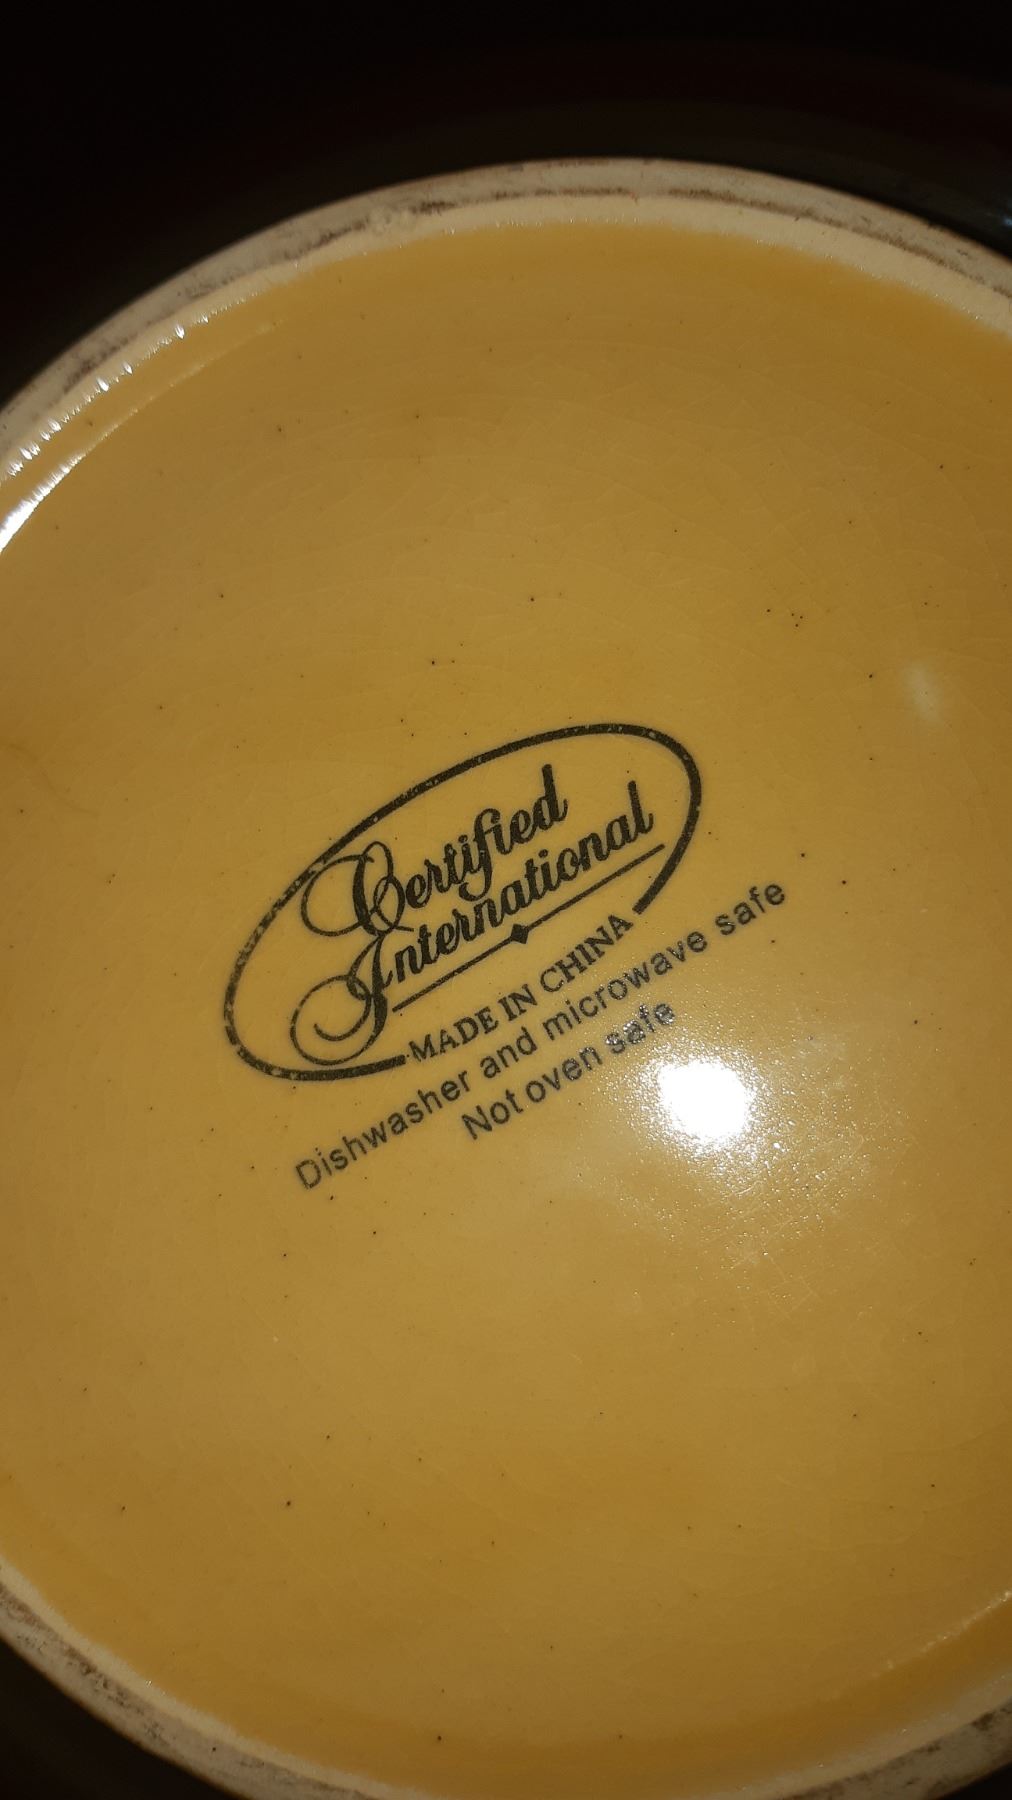 Certified
International
MADE IN CHINA
Dishwasher and microwave safe
Not oven safe